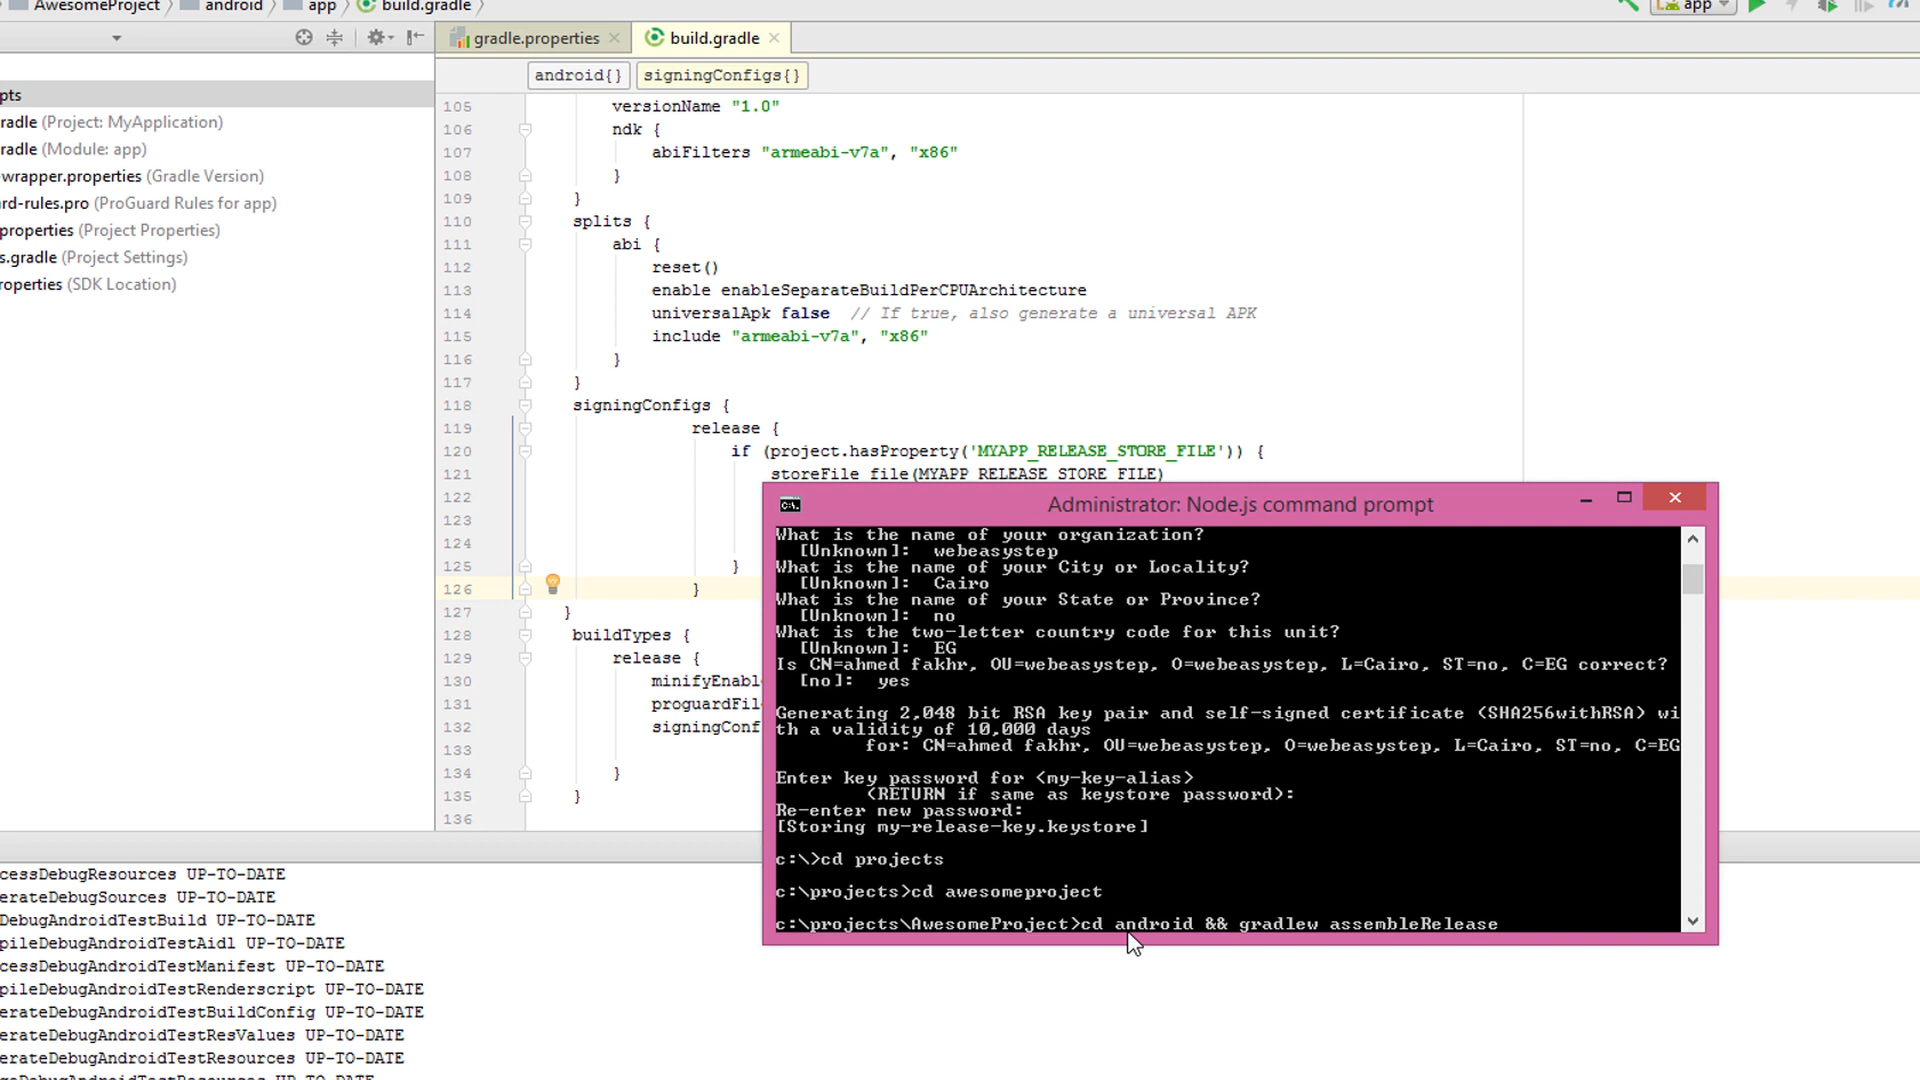 AwesomeProject android app build.gradle
app
gradle.properties build.gradle
android{} signingConfigs{}
pts
radle (Project: MyApplication)
radle (Module: app)
-wrapper.properties (Gradle Version)
rd-rules.pro (ProGuard Rules for app)
properties (Project Properties)
s.gradle (Project Settings)
roperties (SDK Location)
105 versionName "1.0"
106 ndk {
107 abiFilters "armeabi-v7a", "x86"
108 }
109 }
110 splits {
111 abi {
112 reset()
113 enable enableSeparateBuildPerCPUArchitecture
114 universalApk false // If true, also generate a universal APK
115 include "armeabi-v7a", "x86"
116 }
117 }
118 signingConfigs {
119 release {
120 if (project.hasProperty('MYAPP_RELEASE_STORE_FILE')) {
121 storeFile file(MYAPP_RELEASE_STORE_FILE)
122
123
124
125 }
126 }
127 }
128 buildTypes {
129 release {
130 minifyEnabl
131 proguardFil
132 signingConf
133
134 }
135 }
136
Administrator: Node.js command prompt
What is the name of your organization?
[Unknown]: webeasystep
What is the name of your City or Locality?
[Unknown]: Cairo
What is the name of your State or Province?
[Unknown]: no
What is the two-letter country code for this unit?
[Unknown]: EG
Is CN=ahmed fakhr, OU=webeasystep, O=webeasystep, L=Cairo, ST=no, C=EG correct?
[no]: yes
Generating 2,048 bit RSA key pair and self-signed certificate (SHA256withRSA) wi
th a validity of 10,000 days
for: CN=ahmed fakhr, OU=webeasystep, O=webeasystep, L=Cairo, ST=no, C=EG
Enter key password for <my-key-alias>
(RETURN if same as keystore password):
Re-enter new password:
[Storing my-release-key.keystore]
c:\>cd projects
c:\projects>cd awesomeproject
c:\projects\AwesomeProject>cd android && gradlew assembleRelease
cessDebugResources UP-TO-DATE
erateDebugSources UP-TO-DATE
DebugAndroidTestBuild UP-TO-DATE
pileDebugAndroidTestAidl UP-TO-DATE
cessDebugAndroidTestManifest UP-TO-DATE
pileDebugAndroidTestRenderscript UP-TO-DATE
erateDebugAndroidTestBuildConfig UP-TO-DATE
erateDebugAndroidTestResValues UP-TO-DATE
erateDebugAndroidTestResources UP-TO-DATE